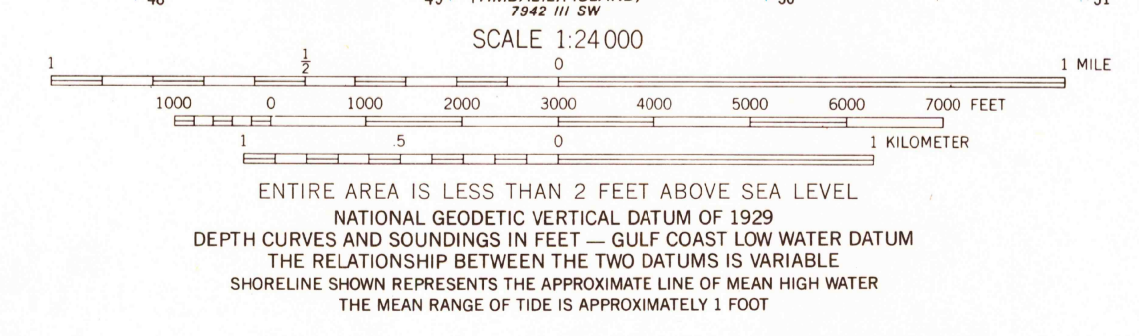 7942 III SW
SCALE 1:24 000
1 1/2 0 1 MILE
1000 0 1000 2000 3000 4000 5000 6000 7000 FEET
1 .5 0 1 KILOMETER
ENTIRE AREA IS LESS THAN 2 FEET ABOVE SEA LEVEL
NATIONAL GEODETIC VERTICAL DATUM OF 1929
DEPTH CURVES AND SOUNDINGS IN FEET — GULF COAST LOW WATER DATUM
THE RELATIONSHIP BETWEEN THE TWO DATUMS IS VARIABLE
SHORELINE SHOWN REPRESENTS THE APPROXIMATE LINE OF MEAN HIGH WATER
THE MEAN RANGE OF TIDE IS APPROXIMATELY 1 FOOT